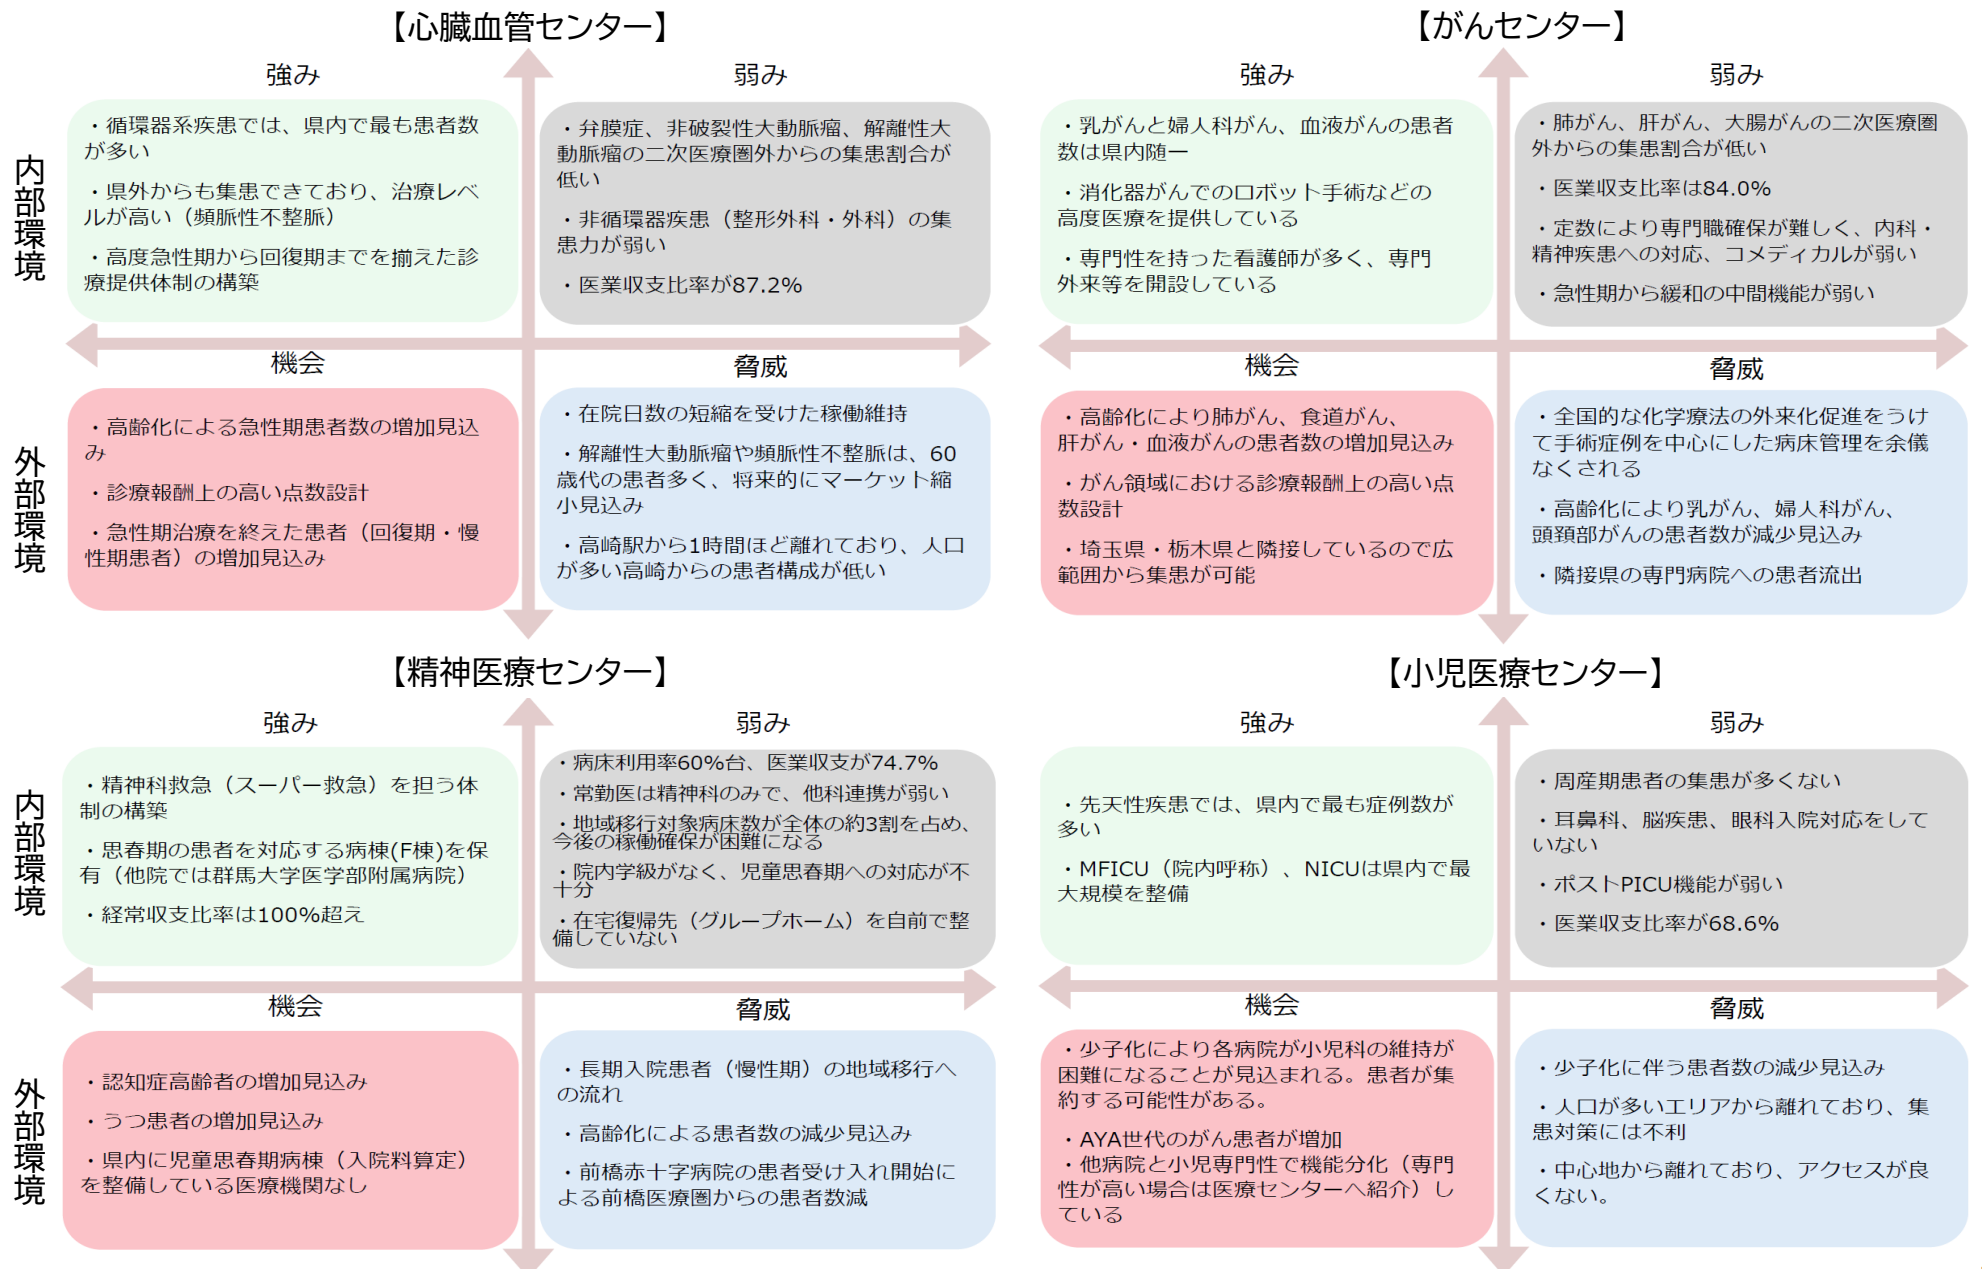 【心臓血管センター】
強み
弱み
内部環境
・循環器系疾患では、県内で最も患者数
が多い
・県外からも集患できており、治療レベ
ルが高い（頻脈性不整脈）
・高度急性期から回復期までを揃えた診
療提供体制の構築
・弁膜症、非破裂性大動脈瘤、解離性大
動脈瘤の二次医療圏外からの集患割合が
低い
・非循環器疾患（整形外科・外科）の集
患力が弱い
・医業収支比率が87.2%
機会
脅威
外部環境
・高齢化による急性期患者数の増加見込
み
・診療報酬上の高い点数設計
・急性期治療を終えた患者（回復期・慢
性期患者）の増加見込み
・在院日数の短縮を受けた稼働維持
・解離性大動脈瘤や頻脈性不整脈は、60
歳代の患者多く、将来的にマーケット縮
小見込み
・高崎駅から1時間ほど離れており、人口
が多い高崎からの患者構成が低い
【がんセンター】
強み
弱み
・乳がんと婦人科がん、血液がんの患者
数は県内随一
・消化器がんでのロボット手術などの
高度医療を提供している
・専門性を持った看護師が多く、専門
外来等を開設している
・肺がん、肝がん、大腸がんの二次医療圏
外からの集患割合が低い
・医業収支比率は84.0%
・定数により専門職確保が難しく、内科・
精神疾患への対応、コメディカルが弱い
・急性期から緩和の中間機能が弱い
機会
脅威
・高齢化により肺がん、食道がん、
肝がん・血液がんの患者数の増加見込み
・がん領域における診療報酬上の高い点
数設計
・埼玉県・栃木県と隣接しているので広
範囲から集患が可能
・全国的な化学療法の外来化促進をうけ
て手術症例を中心にした病床管理を余儀
なくされる
・高齢化により乳がん、婦人科がん、
頭頚部がんの患者数が減少見込み
・隣接県の専門病院への患者流出
【精神医療センター】
強み
弱み
内部環境
・精神科救急（スーパー救急）を担う体
制の構築
・思春期の患者を対応する病棟(F棟)を保
有（他院では群馬大学医学部附属病院）
・経常収支比率は100%超え
・病床利用率60%台、医業収支が74.7%
・常勤医は精神科のみで、他科連携が弱い
・地域移行対象病床数が全体の約3割を占め、
今後の稼働確保が困難になる
・院内学級がなく、児童思春期への対応が不
十分
・在宅復帰先（グループホーム）を自前で整
備していない
機会
脅威
外部環境
・認知症高齢者の増加見込み
・うつ患者の増加見込み
・県内に児童思春期病棟（入院料算定）
を整備している医療機関なし
・長期入院患者（慢性期）の地域移行へ
の流れ
・高齢化による患者数の減少見込み
・前橋赤十字病院の患者受け入れ開始に
よる前橋医療圏からの患者数減
【小児医療センター】
強み
弱み
・先天性疾患では、県内で最も症例数が
多い
・MFICU（院内呼称）、NICUは県内で最
大規模を整備
・周産期患者の集患が多くない
・耳鼻科、脳疾患、眼科入院対応をして
いない
・ポストPICU機能が弱い
・医業収支比率が68.6%
機会
脅威
・少子化により各病院が小児科の維持が
困難になることが見込まれる。患者が集
約する可能性がある。
・AYA世代のがん患者が増加
・他病院と小児専門性で機能分化（専門
性が高い場合は医療センターへ紹介）し
ている
・少子化に伴う患者数の減少見込み
・人口が多いエリアから離れており、集
患対策には不利
・中心地から離れており、アクセスが良
くない。